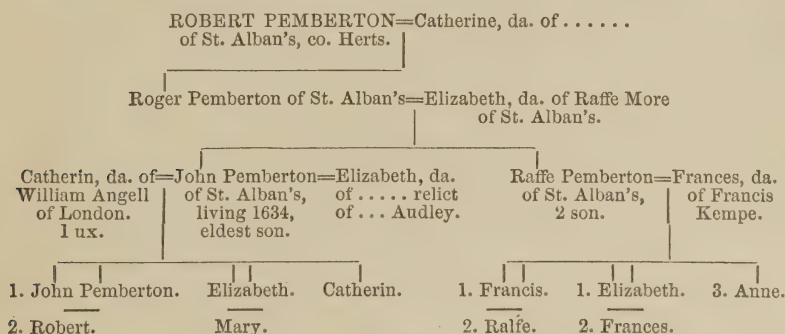 ROBERT PEMBERTON=Catherine, da. of . . . . . .
of St. Alban's, co. Herts.
Roger Pemberton of St. Alban's=Elizabeth, da. of Raffe More
of St. Alban's.
Catherin, da. of=John Pemberton=Elizabeth, da. Raffe Pemberton=Frances, da.
William Angell of St. Alban's, of . . . . . relict of St. Alban's, of Francis
of London. living 1634, of . . . Audley. 2 son. Kempe.
1 ux. eldest son.
1. John Pemberton. Elizabeth. Catherin. 1. Francis. 1. Elizabeth. 3. Anne.
2. Robert. Mary. 2. Ralfe. 2. Frances.